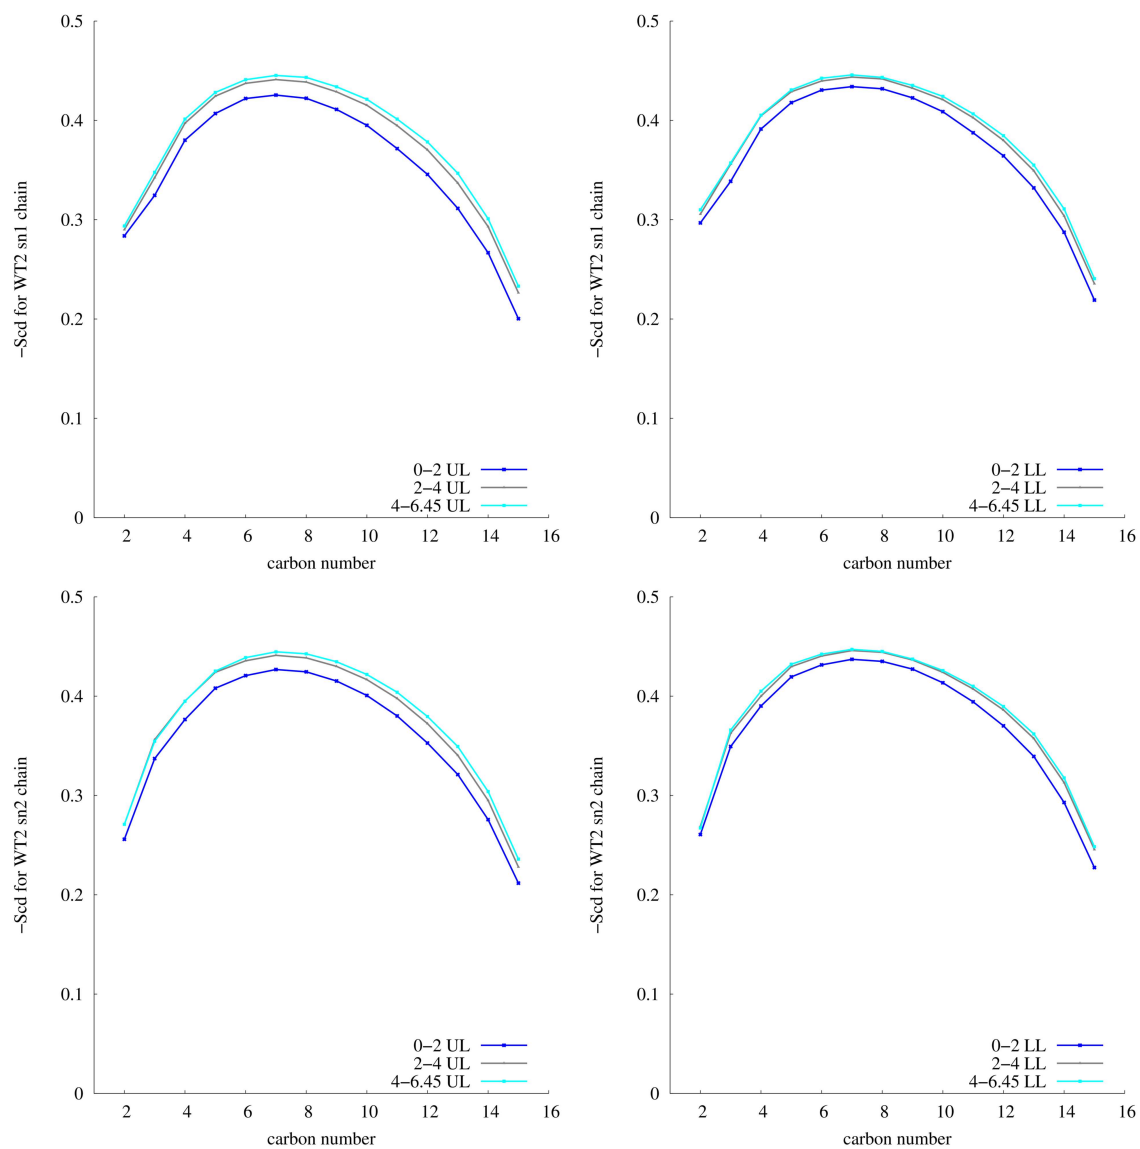 0.5
0.4
0.3
0.2
0.1
0
−Scd for WT2 sn1 chain
0−2 UL
2−4 UL
4−6.45 UL
2 4 6 8 10 12 14 16
carbon number
0.5
0.4
0.3
0.2
0.1
0
−Scd for WT2 sn1 chain
0−2 LL
2−4 LL
4−6.45 LL
2 4 6 8 10 12 14 16
carbon number
0.5
0.4
0.3
0.2
0.1
0
−Scd for WT2 sn2 chain
0−2 UL
2−4 UL
4−6.45 UL
2 4 6 8 10 12 14 16
carbon number
0.5
0.4
0.3
0.2
0.1
0
−Scd for WT2 sn2 chain
0−2 LL
2−4 LL
4−6.45 LL
2 4 6 8 10 12 14 16
carbon number